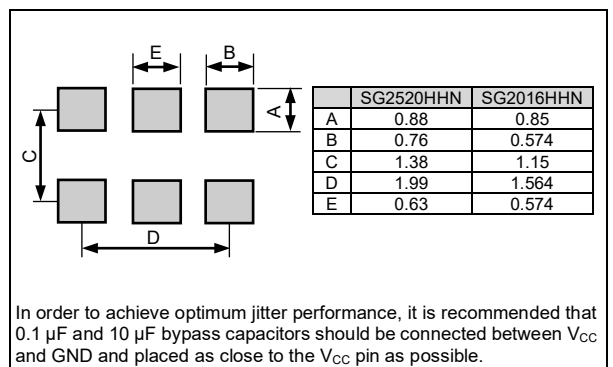 E
B
A
C
D
SG2520HHN SG2016HHN
A 0.88 0.85
B 0.76 0.574
C 1.38 1.15
D 1.99 1.564
E 0.63 0.574
In order to achieve optimum jitter performance, it is recommended that
0.1 µF and 10 µF bypass capacitors should be connected between VCC
and GND and placed as close to the VCC pin as possible.